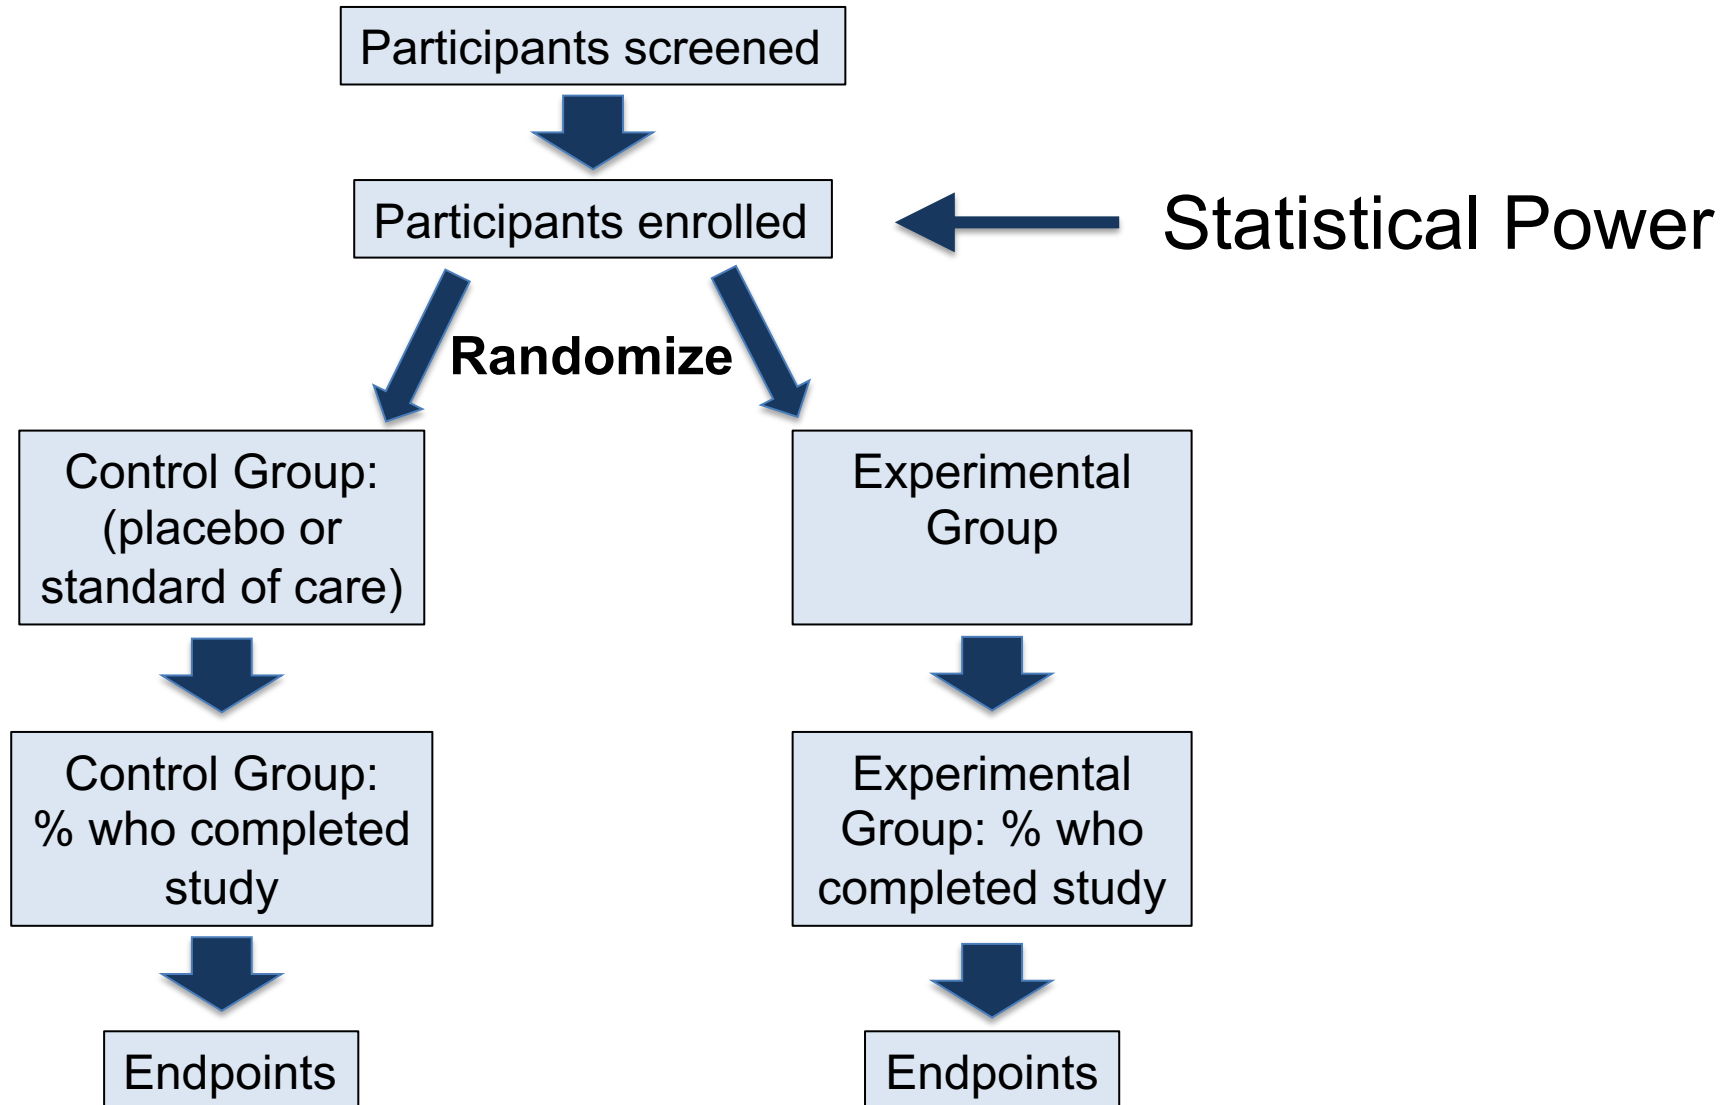 Participants screened
Participants enrolled
Statistical Power
Randomize
Control Group:
(placebo or
standard of care)
Experimental
Group
Control Group:
% who completed
study
Experimental
Group: % who
completed study
Endpoints
Endpoints